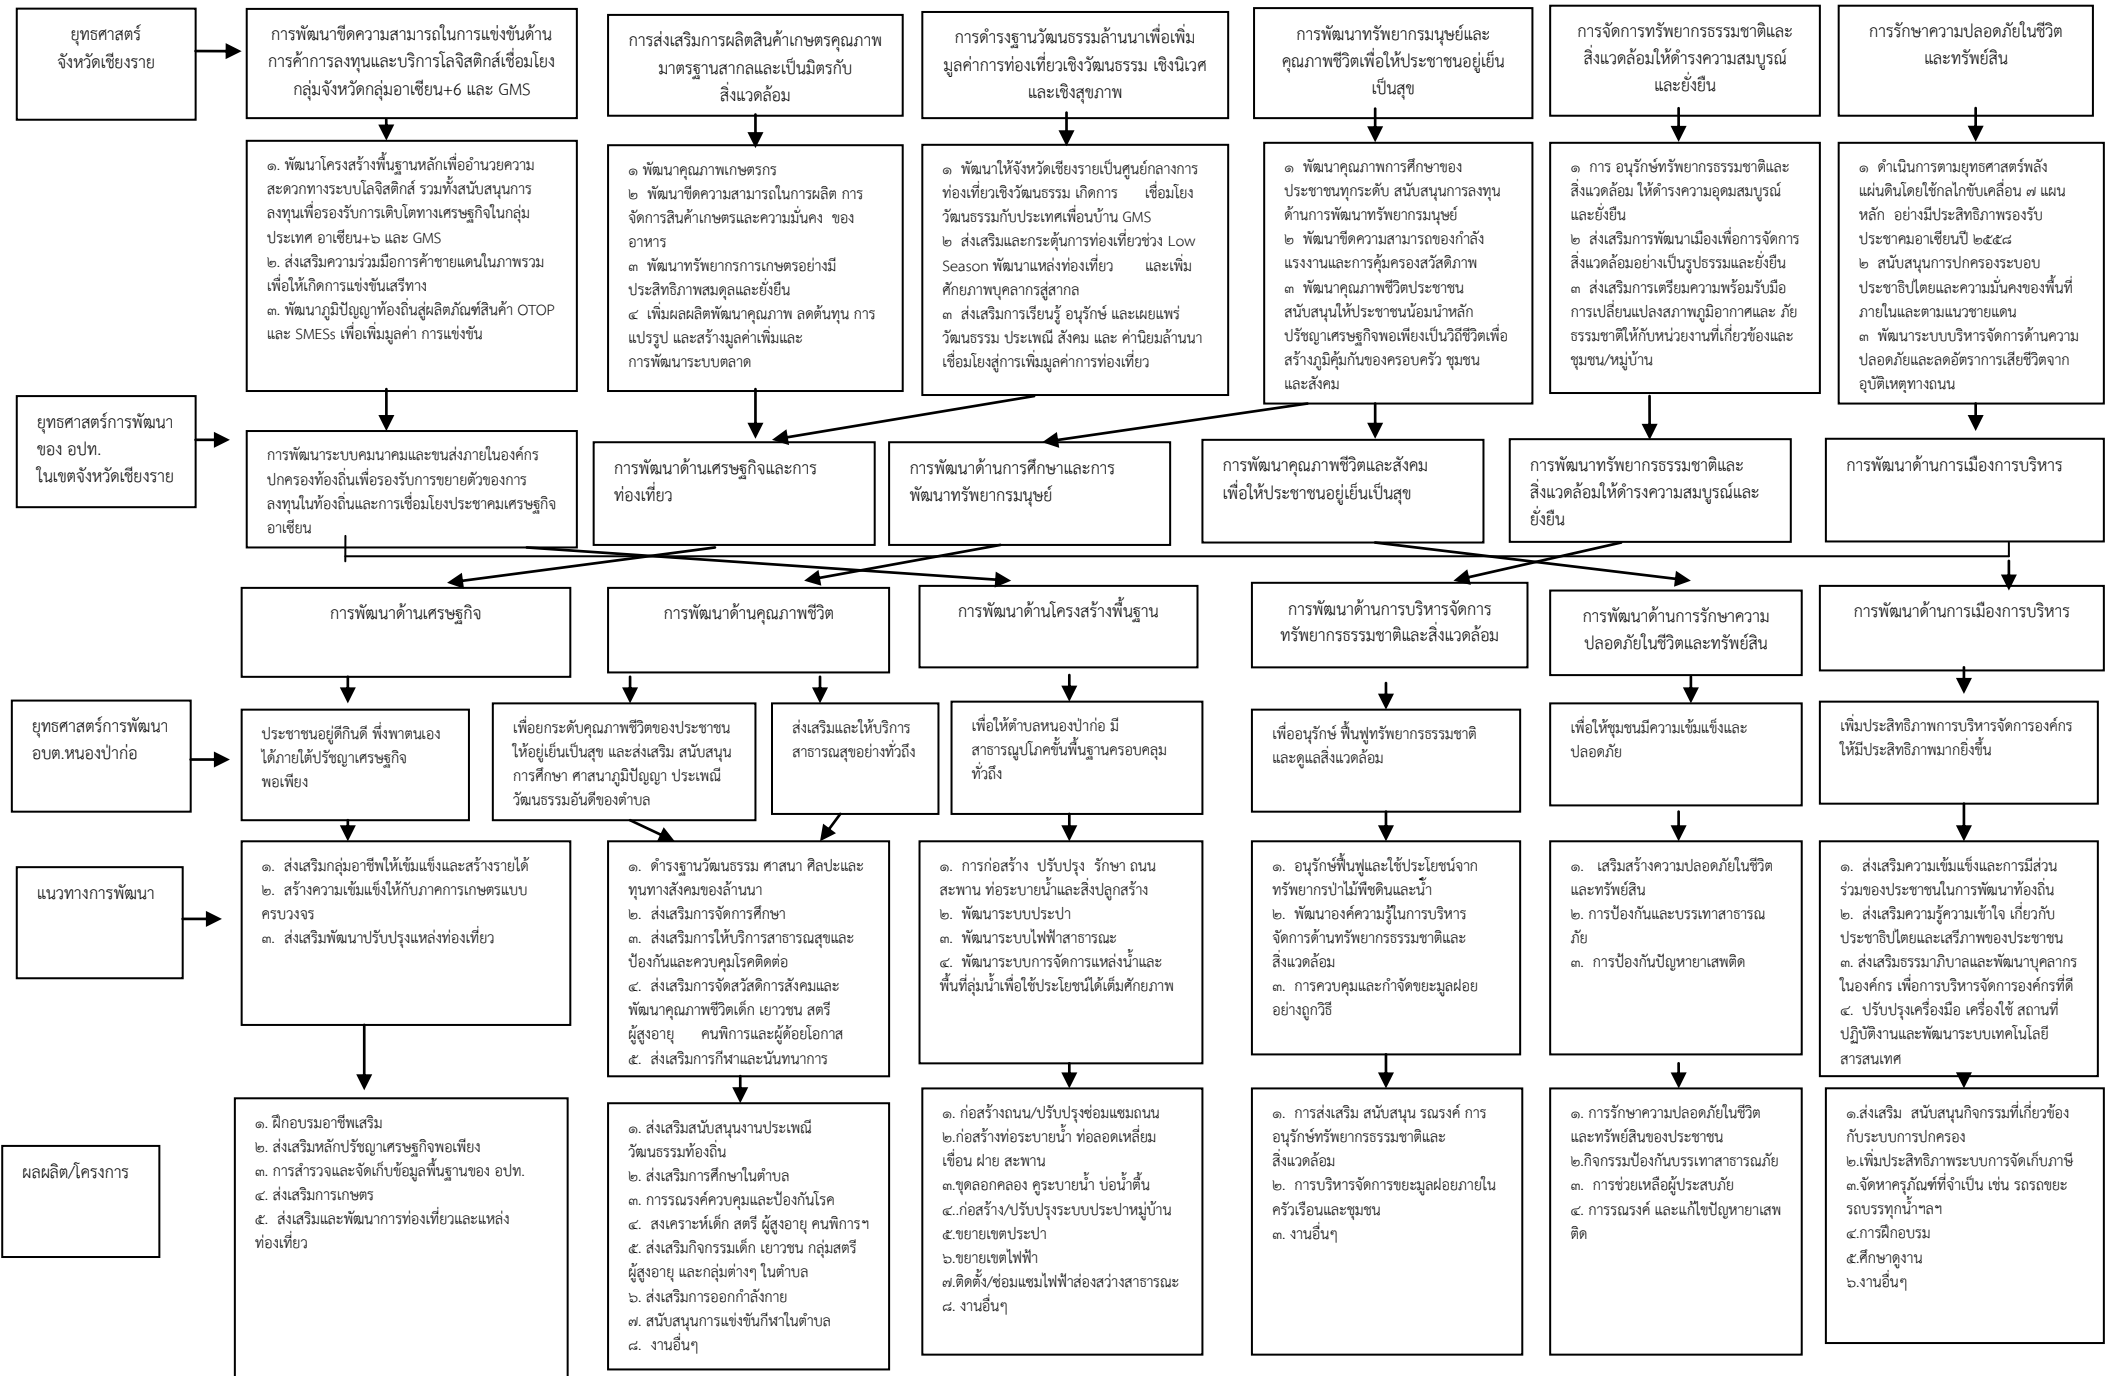 ยุทธศาสตร์
จังหวัดเชียงราย
การพัฒนาขีดความสามารถในการแข่งขันด้าน
การค้าการลงทุนและบริการโลจิสติกส์เชื่อมโยง
กลุ่มจังหวัดกลุ่มอาเซียน+6 และ GMS
การส่งเสริมการผลิตสินค้าเกษตรคุณภาพ
มาตรฐานสากลและเป็นมิตรกับ
สิ่งแวดล้อม
การดำรงฐานวัฒนธรรมล้านนาเพื่อเพิ่ม
มูลค่าการท่องเที่ยวเชิงวัฒนธรรม เชิงนิเวศ
และเชิงสุขภาพ
การพัฒนาทรัพยากรมนุษย์และ
คุณภาพชีวิตเพื่อให้ประชาชนอยู่เย็น
เป็นสุข
การจัดการทรัพยากรธรรมชาติและ
สิ่งแวดล้อมให้ดำรงความสมบูรณ์
และยั่งยืน
การรักษาความปลอดภัยในชีวิต
และทรัพย์สิน
๑. พัฒนาโครงสร้างพื้นฐานหลักเพื่ออำนวยความ
สะดวกทางระบบโลจิสติกส์ รวมทั้งสนับสนุนการ
ลงทุนเพื่อรองรับการเติบโตทางเศรษฐกิจในกลุ่ม
ประเทศ อาเซียน+๖ และ GMS
๒. ส่งเสริมความร่วมมือการค้าชายแดนในภาพรวม
เพื่อให้เกิดการแข่งขันเสรีทาง
๓. พัฒนาภูมิปัญญาท้องถิ่นสู่ผลิตภัณฑ์สินค้า OTOP
และ SMESs เพื่อเพิ่มมูลค่า การแข่งขัน
๑ พัฒนาคุณภาพเกษตรกร
๒ พัฒนาขีดความสามารถในการผลิต การ
จัดการสินค้าเกษตรและความมั่นคง ของ
อาหาร
๓ พัฒนาทรัพยากรการเกษตรอย่างมี
ประสิทธิภาพสมดุลและยั่งยืน
๔ เพิ่มผลผลิตพัฒนาคุณภาพ ลดต้นทุน การ
แปรรูป และสร้างมูลค่าเพิ่มและ
การพัฒนาระบบตลาด
๑ พัฒนาให้จังหวัดเชียงรายเป็นศูนย์กลางการ
ท่องเที่ยวเชิงวัฒนธรรม เกิดการ เชื่อมโยง
วัฒนธรรมกับประเทศเพื่อนบ้าน GMS
๒ ส่งเสริมและกระตุ้นการท่องเที่ยวช่วง Low
Season พัฒนาแหล่งท่องเที่ยว และเพิ่ม
ศักยภาพบุคลากรสู่สากล
๓ ส่งเสริมการเรียนรู้ อนุรักษ์ และเผยแพร่
วัฒนธรรม ประเพณี สังคม และ ค่านิยมล้านนา
เชื่อมโยงสู่การเพิ่มมูลค่าการท่องเที่ยว
๑ พัฒนาคุณภาพการศึกษาของ
ประชาชนทุกระดับ สนับสนุนการลงทุน
ด้านการพัฒนาทรัพยากรมนุษย์
๒ พัฒนาขีดความสามารถของกำลัง
แรงงานและการคุ้มครองสวัสดิภาพ
๓ พัฒนาคุณภาพชีวิตประชาชน
สนับสนุนให้ประชาชนน้อมนำหลัก
ปรัชญาเศรษฐกิจพอเพียงเป็นวิถีชีวิตเพื่อ
สร้างภูมิคุ้มกันของครอบครัว ชุมชน
และสังคม
๑ การ อนุรักษ์ทรัพยากรธรรมชาติและ
สิ่งแวดล้อม ให้ดำรงความอุดมสมบูรณ์
และยั่งยืน
๒ ส่งเสริมการพัฒนาเมืองเพื่อการจัดการ
สิ่งแวดล้อมอย่างเป็นรูปธรรมและยั่งยืน
๓ ส่งเสริมการเตรียมความพร้อมรับมือ
การเปลี่ยนแปลงสภาพภูมิอากาศและ ภัย
ธรรมชาติให้กับหน่วยงานที่เกี่ยวข้องและ
ชุมชน/หมู่บ้าน
๑ ดำเนินการตามยุทธศาสตร์พลัง
แผ่นดินโดยใช้กลไกขับเคลื่อน ๗ แผน
หลัก อย่างมีประสิทธิภาพรองรับ
ประชาคมอาเซียนปี ๒๕๕๘
๒ สนับสนุนการปกครองระบอบ
ประชาธิปไตยและความมั่นคงของพื้นที่
ภายในและตามแนวชายแดน
๓ พัฒนาระบบบริหารจัดการด้านความ
ปลอดภัยและลดอัตราการเสียชีวิตจาก
อุบัติเหตุทางถนน
ยุทธศาสตร์การพัฒนา
ของ อปท.
ในเขตจังหวัดเชียงราย
การพัฒนาระบบคมนาคมและขนส่งภายในองค์กร
ปกครองท้องถิ่นเพื่อรองรับการขยายตัวของการ
ลงทุนในท้องถิ่นและการเชื่อมโยงประชาคมเศรษฐกิจ
อาเซียน
การพัฒนาด้านเศรษฐกิจและการ
ท่องเที่ยว
การพัฒนาด้านการศึกษาและการ
พัฒนาทรัพยากรมนุษย์
การพัฒนาคุณภาพชีวิตและสังคม
เพื่อให้ประชาชนอยู่เย็นเป็นสุข
การพัฒนาทรัพยากรธรรมชาติและ
สิ่งแวดล้อมให้ดำรงความสมบูรณ์และ
ยั่งยืน
การพัฒนาด้านการเมืองการบริหาร
การพัฒนาด้านเศรษฐกิจ
การพัฒนาด้านคุณภาพชีวิต
การพัฒนาด้านโครงสร้างพื้นฐาน
การพัฒนาด้านการบริหารจัดการ
ทรัพยากรธรรมชาติและสิ่งแวดล้อม
การพัฒนาด้านการรักษาความ
ปลอดภัยในชีวิตและทรัพย์สิน
การพัฒนาด้านการเมืองการบริหาร
ยุทธศาสตร์การพัฒนา
อบต.หนองป่าก่อ
ประชาชนอยู่ดีกินดี พึ่งพาตนเอง
ได้ภายใต้ปรัชญาเศรษฐกิจ
พอเพียง
เพื่อยกระดับคุณภาพชีวิตของประชาชน
ให้อยู่เย็นเป็นสุข และส่งเสริม สนับสนุน
การศึกษา ศาสนาภูมิปัญญา ประเพณี
วัฒนธรรมอันดีของตำบล
ส่งเสริมและให้บริการ
สาธารณสุขอย่างทั่วถึง
เพื่อให้ตำบลหนองป่าก่อ มี
สาธารณูปโภคขั้นพื้นฐานครอบคลุม
ทั่วถึง
เพื่ออนุรักษ์ ฟื้นฟูทรัพยากรธรรมชาติ
และดูแลสิ่งแวดล้อม
เพื่อให้ชุมชนมีความเข้มแข็งและ
ปลอดภัย
เพิ่มประสิทธิภาพการบริหารจัดการองค์กร
ให้มีประสิทธิภาพมากยิ่งขึ้น
แนวทางการพัฒนา
๑. ส่งเสริมกลุ่มอาชีพให้เข้มแข็งและสร้างรายได้
๒. สร้างความเข้มแข็งให้กับภาคการเกษตรแบบ
ครบวงจร
๓. ส่งเสริมพัฒนาปรับปรุงแหล่งท่องเที่ยว
๑. ดำรงฐานวัฒนธรรม ศาสนา ศิลปะและ
ทุนทางสังคมของล้านนา
๒. ส่งเสริมการจัดการศึกษา
๓. ส่งเสริมการให้บริการสาธารณสุขและ
ป้องกันและควบคุมโรคติดต่อ
๔. ส่งเสริมการจัดสวัสดิการสังคมและ
พัฒนาคุณภาพชีวิตเด็ก เยาวชน สตรี
ผู้สูงอายุ คนพิการและผู้ด้อยโอกาส
๕. ส่งเสริมการกีฬาและนันทนาการ
๑. การก่อสร้าง ปรับปรุง รักษา ถนน
สะพาน ท่อระบายน้ำและสิ่งปลูกสร้าง
๒. พัฒนาระบบประปา
๓. พัฒนาระบบไฟฟ้าสาธารณะ
๔. พัฒนาระบบการจัดการแหล่งน้ำและ
พื้นที่ลุ่มน้ำเพื่อใช้ประโยชน์ได้เต็มศักยภาพ
๑. อนุรักษ์ฟื้นฟูและใช้ประโยชน์จาก
ทรัพยากรป่าไม้พืชดินและน้ำ
๒. พัฒนาองค์ความรู้ในการบริหาร
จัดการด้านทรัพยากรธรรมชาติและ
สิ่งแวดล้อม
๓. การควบคุมและกำจัดขยะมูลฝอย
อย่างถูกวิธี
๑. เสริมสร้างความปลอดภัยในชีวิต
และทรัพย์สิน
๒. การป้องกันและบรรเทาสาธารณ
ภัย
๓. การป้องกันปัญหายาเสพติด
๑. ส่งเสริมความเข้มแข็งและการมีส่วน
ร่วมของประชาชนในการพัฒนาท้องถิ่น
๒. ส่งเสริมความรู้ความเข้าใจ เกี่ยวกับ
ประชาธิปไตยและเสรีภาพของประชาชน
๓. ส่งเสริมธรรมาภิบาลและพัฒนาบุคลากร
ในองค์กร เพื่อการบริหารจัดการองค์กรที่ดี
๔. ปรับปรุงเครื่องมือ เครื่องใช้ สถานที่
ปฏิบัติงานและพัฒนาระบบเทคโนโลยี
สารสนเทศ
ผลผลิต/โครงการ
๑. ฝึกอบรมอาชีพเสริม
๒. ส่งเสริมหลักปรัชญาเศรษฐกิจพอเพียง
๓. การสำรวจและจัดเก็บข้อมูลพื้นฐานของ อปท.
๔. ส่งเสริมการเกษตร
๕. ส่งเสริมและพัฒนาการท่องเที่ยวและแหล่ง
ท่องเที่ยว
๑. ส่งเสริมสนับสนุนงานประเพณี
วัฒนธรรมท้องถิ่น
๒. ส่งเสริมการศึกษาในตำบล
๓. การรณรงค์ควบคุมและป้องกันโรค
๔. สงเคราะห์เด็ก สตรี ผู้สูงอายุ คนพิการฯ
๕. ส่งเสริมกิจกรรมเด็ก เยาวชน กลุ่มสตรี
ผู้สูงอายุ และกลุ่มต่างๆ ในตำบล
๖. ส่งเสริมการออกกำลังกาย
๗. สนับสนุนการแข่งขันกีฬาในตำบล
๘. งานอื่นๆ
๑. ก่อสร้างถนน/ปรับปรุงซ่อมแซมถนน
๒.ก่อสร้างท่อระบายน้ำ ท่อลอดเหลี่ยม
เขื่อน ฝาย สะพาน
๓.ขุดลอกคลอง คูระบายน้ำ บ่อน้ำตื้น
๔..ก่อสร้าง/ปรับปรุงระบบประปาหมู่บ้าน
๕.ขยายเขตประปา
๖.ขยายเขตไฟฟ้า
๗.ติดตั้ง/ซ่อมแซมไฟฟ้าส่องสว่างสาธารณะ
๘. งานอื่นๆ
๑. การส่งเสริม สนับสนุน รณรงค์ การ
อนุรักษ์ทรัพยากรธรรมชาติและ
สิ่งแวดล้อม
๒. การบริหารจัดการขยะมูลฝอยภายใน
ครัวเรือนและชุมชน
๓. งานอื่นๆ
๑. การรักษาความปลอดภัยในชีวิต
และทรัพย์สินของประชาชน
๒.กิจกรรมป้องกันบรรเทาสาธารณภัย
๓. การช่วยเหลือผู้ประสบภัย
๔. การรณรงค์ และแก้ไขปัญหายาเสพ
ติด
๑.ส่งเสริม สนับสนุนกิจกรรมที่เกี่ยวข้อง
กับระบบการปกครอง
๒.เพิ่มประสิทธิภาพระบบการจัดเก็บภาษี
๓.จัดหาครุภัณฑ์ที่จำเป็น เช่น รถรถขยะ
รถบรรทุกน้ำฯลฯ
๔.การฝึกอบรม
๕.ศึกษาดูงาน
๖.งานอื่นๆ